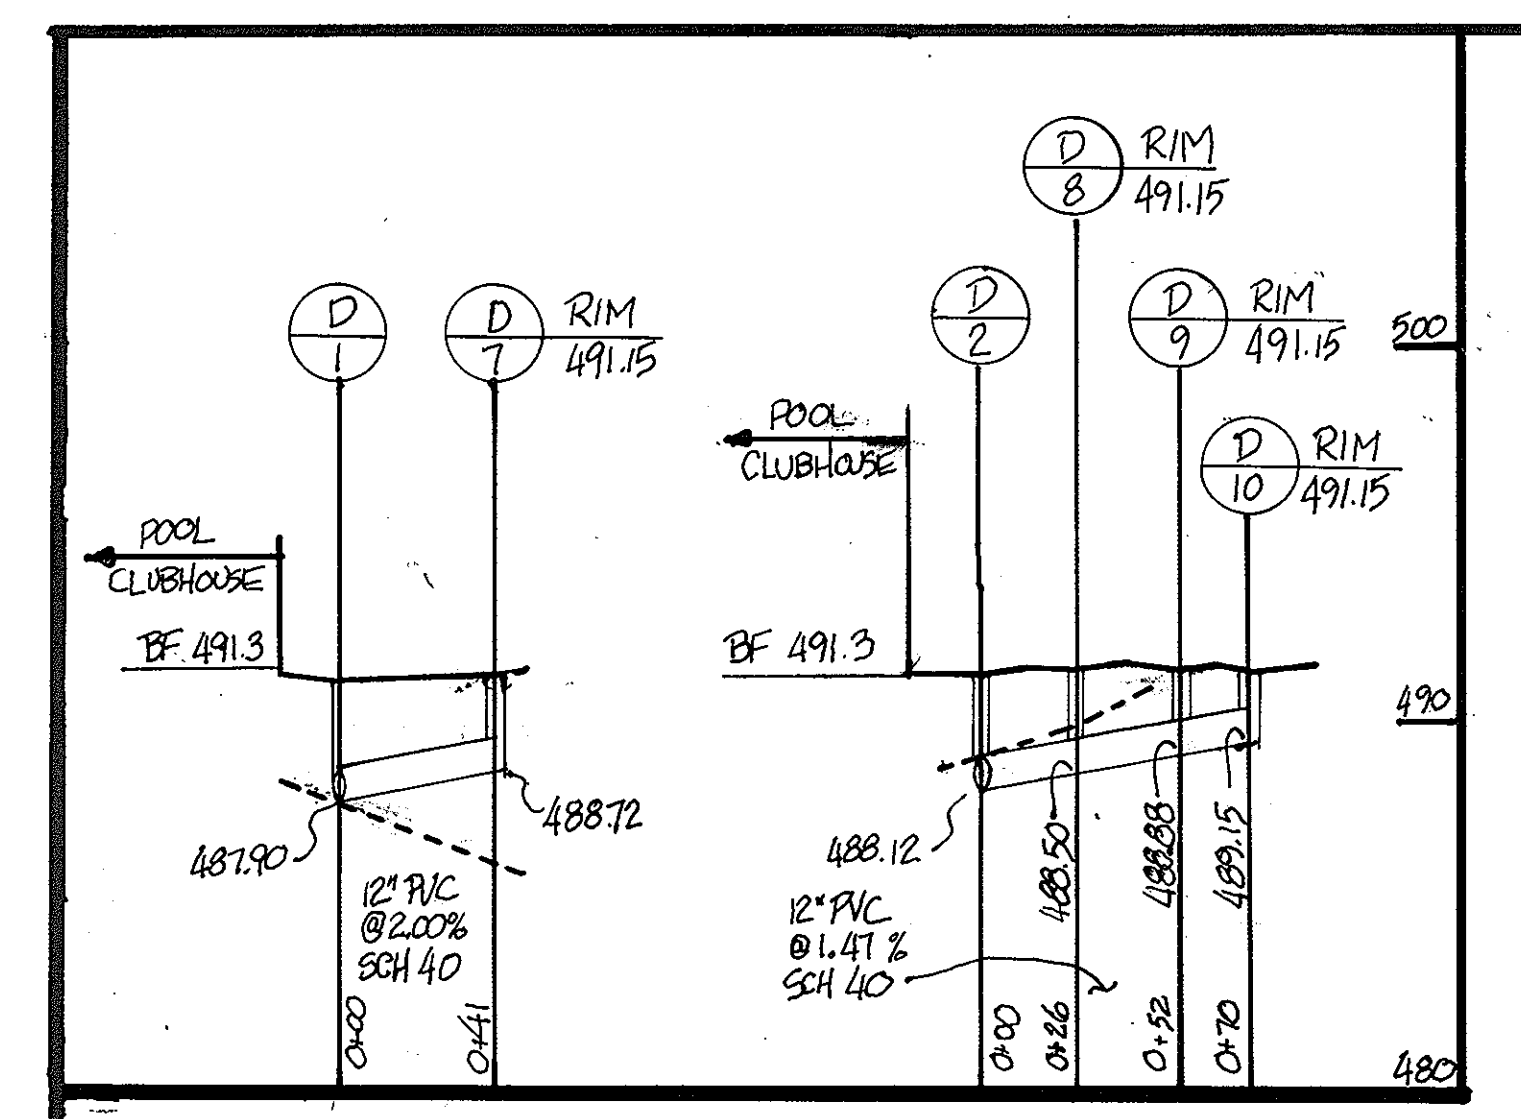 D
8
RIM
491.15
D
1
D
7
RIM
491.15
D
2
D
9
RIM
491.15
500
POOL
CLUBHOUSE
D
10
RIM
491.15
POOL
CLUBHOUSE
BF 491.3
BF 491.3
490
487.90
488.72
488.12
488.50
488.88
489.15
12" PVC
@ 2.00%
SCH 40
12" PVC
@ 1.47 %
SCH 40
0+00
0+41
0+00
0+26
0+52
0+70
480